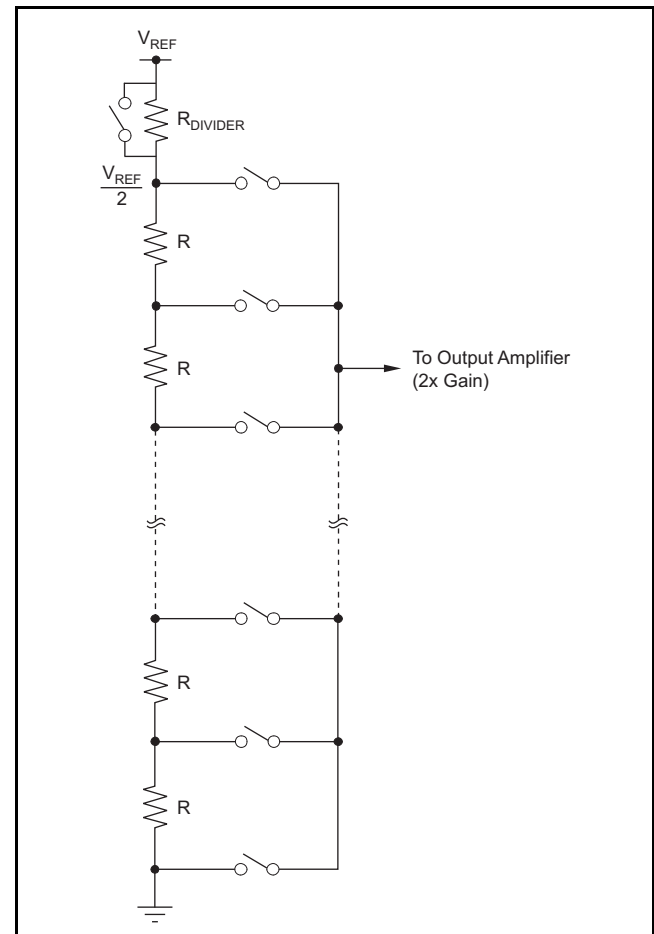 VREF
RDIVIDER
VREF
2
R
R
To Output Amplifier
(2x Gain)
R
R